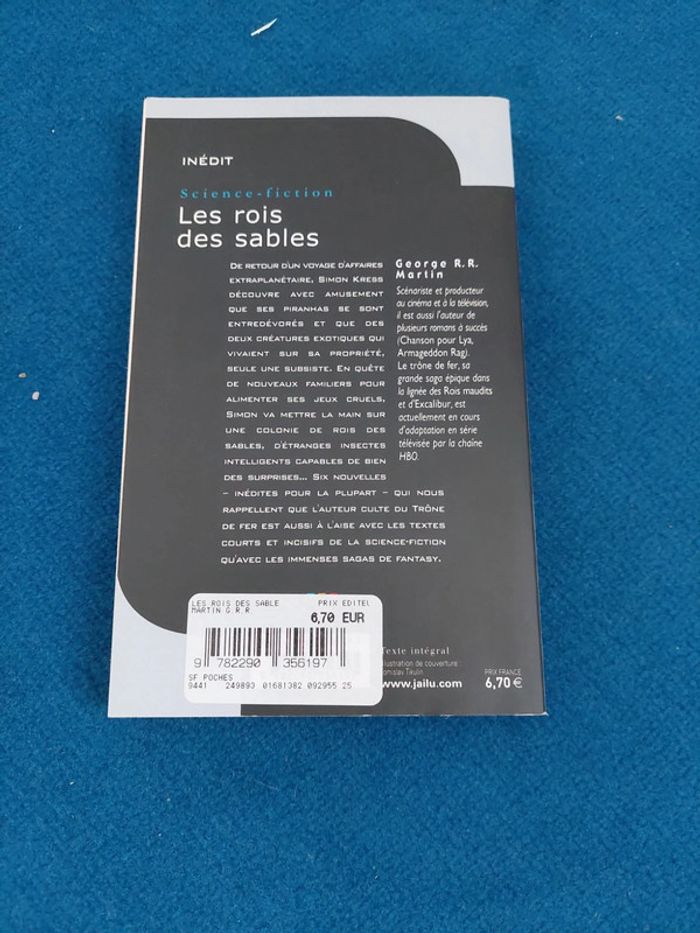 INÉDIT
Science-fiction
Les rois
des sables
DE RETOUR D'UN VOYAGE D'AFFAIRES
EXTRAPLANÉTAIRE, SIMON KRESS
DÉCOUVRE AVEC AMUSEMENT
QUE SES PIRANHAS SE SONT
ENTREDÉVORÉS ET QUE DES
DEUX CRÉATURES EXOTIQUES QUI
VIVAIENT SUR SA PROPRIÉTÉ,
SEULE UNE SUBSISTE. EN QUÊTE
DE NOUVEAUX FAMILIERS POUR
ALIMENTER SES JEUX CRUELS,
SIMON VA METTRE LA MAIN SUR
UNE COLONIE DE ROIS DES
SABLES, D'ÉTRANGES INSECTES
INTELLIGENTS CAPABLES DE BIEN
DES SURPRISES... SIX NOUVELLES
– INÉDITES POUR LA PLUPART – QUI NOUS
RAPPELLENT QUE L'AUTEUR CULTE DU TRÔNE
DE FER EST AUSSI À L'AISE AVEC LES TEXTES
COURTS ET INCISIFS DE LA SCIENCE-FICTION
QU'AVEC LES IMMENSES SAGAS DE FANTASY.
George R.R.
Martin
Scénariste et producteur
au cinéma et à la télévision,
il est aussi l'auteur de
plusieurs romans à succès
(Chanson pour Lya,
Armageddon Rag).
Le trône de fer, sa
grande saga épique dans
la lignée des Rois maudits
et d'Excalibur, est
actuellement en cours
d'adaptation en série
télévisée par la chaîne
HBO.
LES ROIS DES SABLE PRIX EDITEU
MARTIN G.R.R
6,70 EUR
9 782290 356197
SF POCHES
9441 249893 01681382 092955 25
Texte intégral
illustration de couverture
www.jailu.com
PRIX FRANCE
6,70 €